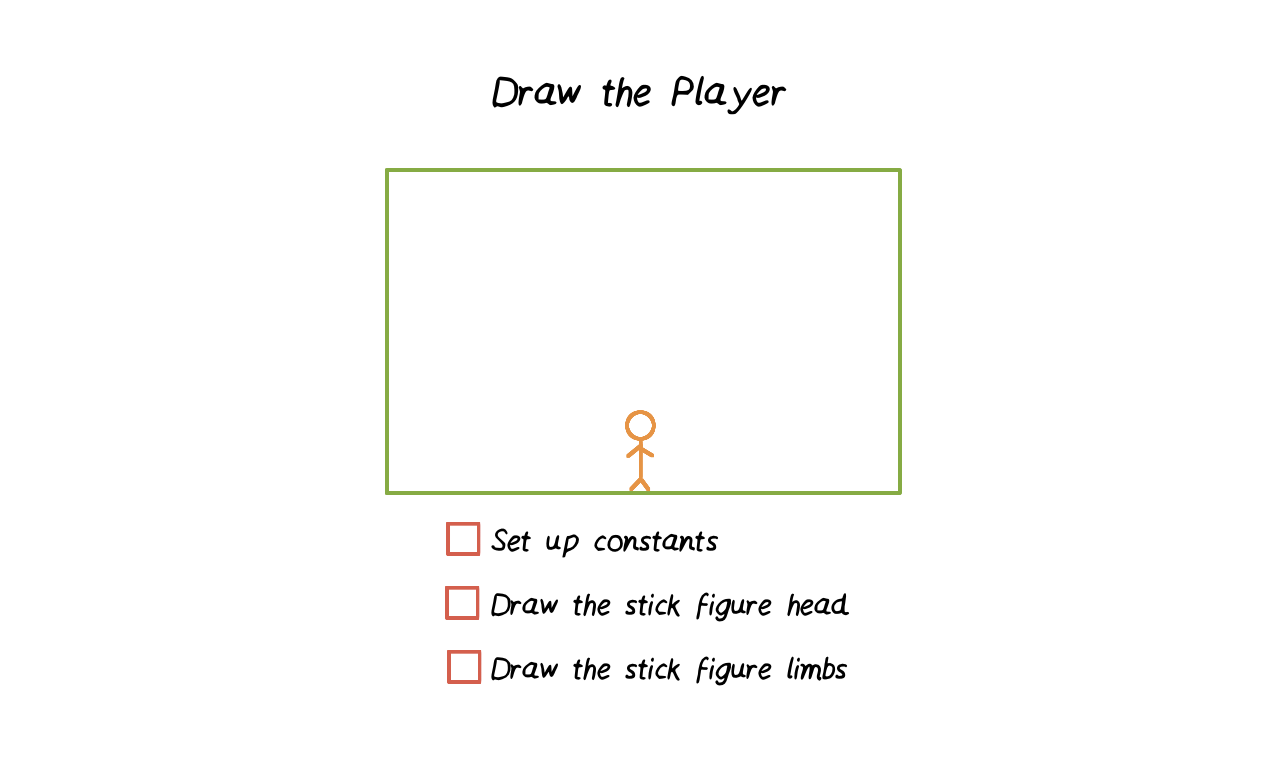 Draw the Player
Set up constants
Draw the stick figure head
Draw the stick figure limbs